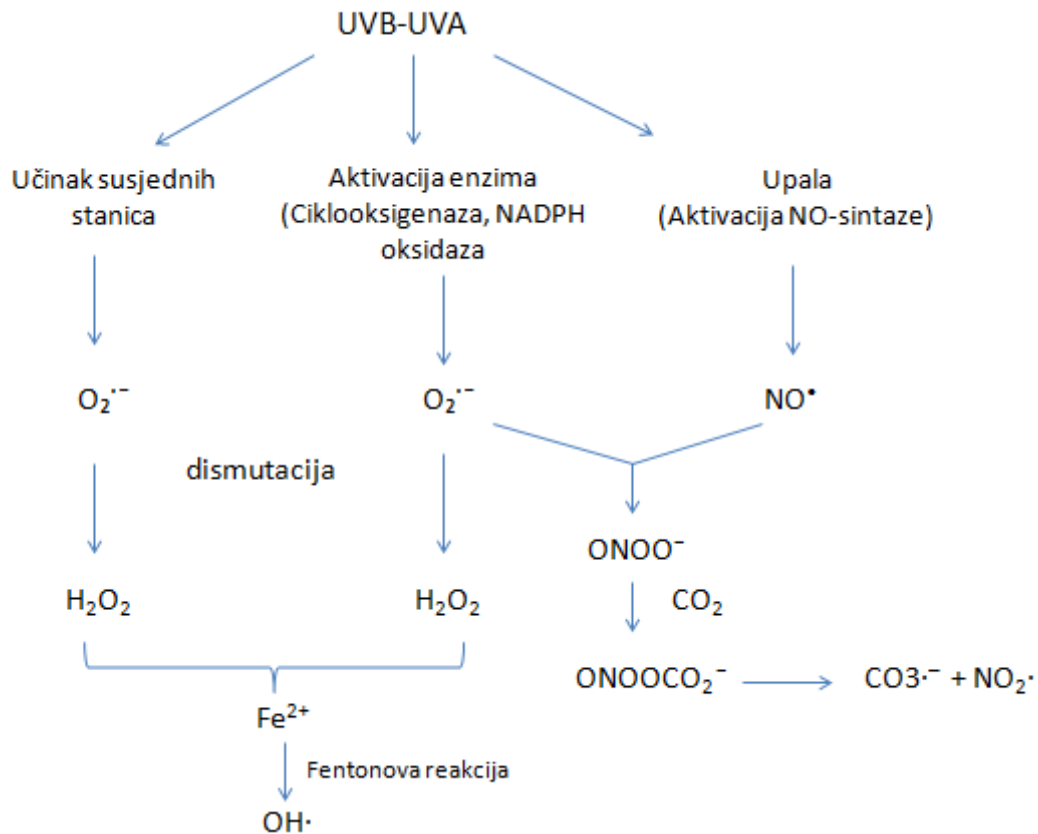 UVB-UVA
Učinak susjednih
stanica
Aktivacija enzima
(Ciklooksigenaza, NADPH
oksidaza
Upala
(Aktivacija NO-sintaze)
O₂·⁻
O₂·⁻
NO•
dismutacija
ONOO⁻
H₂O₂
H₂O₂
CO₂
ONOOCO₂⁻
CO3·⁻ + NO₂·
Fe²⁺
Fentonova reakcija
OH·